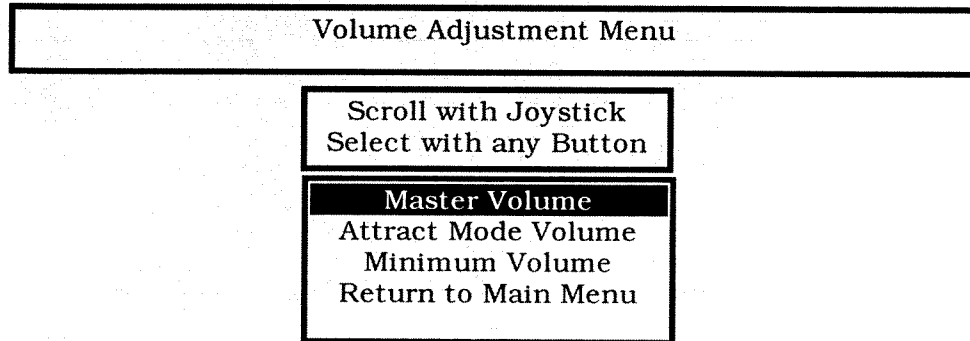 Volume Adjustment Menu
Scroll with Joystick
Select with any Button
Master Volume
Attract Mode Volume
Minimum Volume
Return to Main Menu